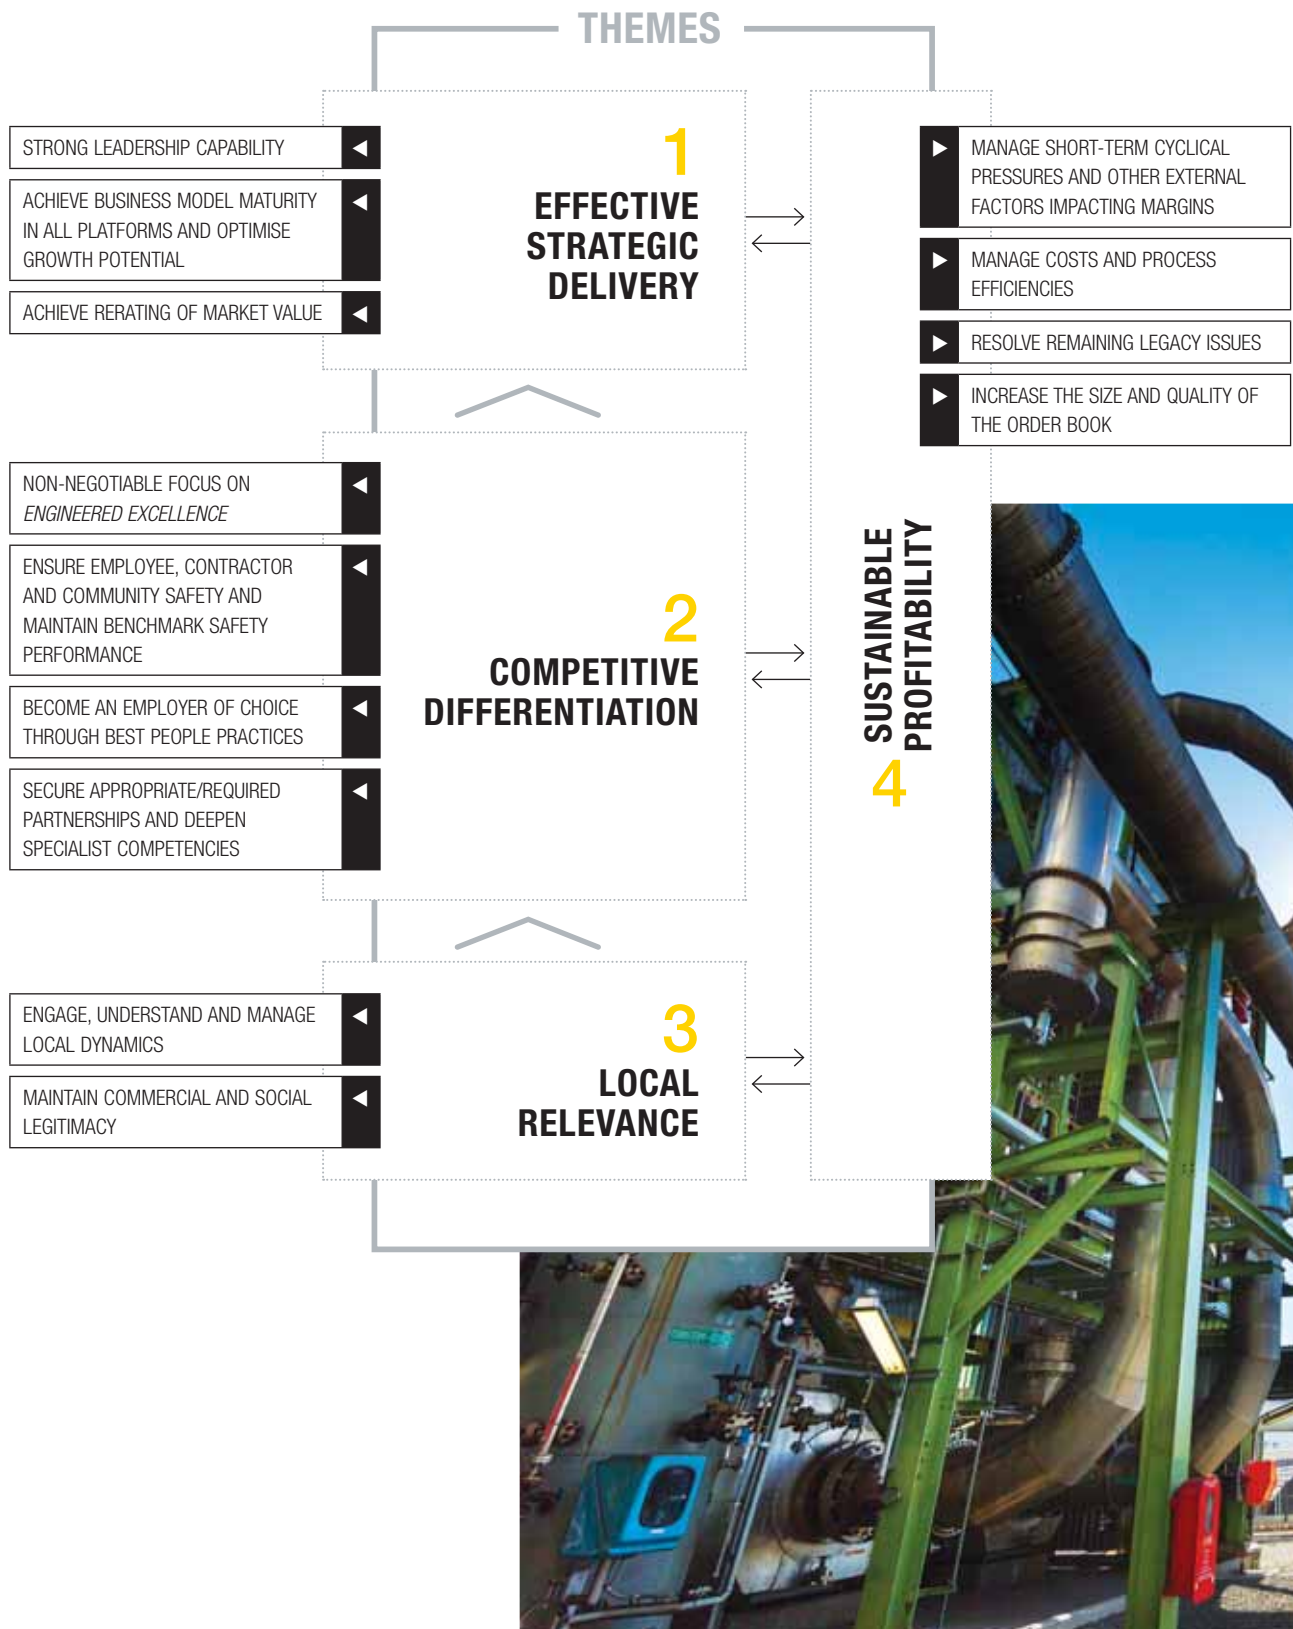 THEMES
1
EFFECTIVE
STRATEGIC
DELIVERY
STRONG LEADERSHIP CAPABILITY
ACHIEVE BUSINESS MODEL MATURITY
IN ALL PLATFORMS AND OPTIMISE
GROWTH POTENTIAL
ACHIEVE RERATING OF MARKET VALUE
2
COMPETITIVE
DIFFERENTIATION
NON-NEGOTIABLE FOCUS ON
ENGINEERED EXCELLENCE
ENSURE EMPLOYEE, CONTRACTOR
AND COMMUNITY SAFETY AND
MAINTAIN BENCHMARK SAFETY
PERFORMANCE
BECOME AN EMPLOYER OF CHOICE
THROUGH BEST PEOPLE PRACTICES
SECURE APPROPRIATE/REQUIRED
PARTNERSHIPS AND DEEPEN
SPECIALIST COMPETENCIES
3
LOCAL
RELEVANCE
ENGAGE, UNDERSTAND AND MANAGE
LOCAL DYNAMICS
MAINTAIN COMMERCIAL AND SOCIAL
LEGITIMACY
4
SUSTAINABLE
PROFITABILITY
MANAGE SHORT-TERM CYCLICAL
PRESSURES AND OTHER EXTERNAL
FACTORS IMPACTING MARGINS
MANAGE COSTS AND PROCESS
EFFICIENCIES
RESOLVE REMAINING LEGACY ISSUES
INCREASE THE SIZE AND QUALITY OF
THE ORDER BOOK